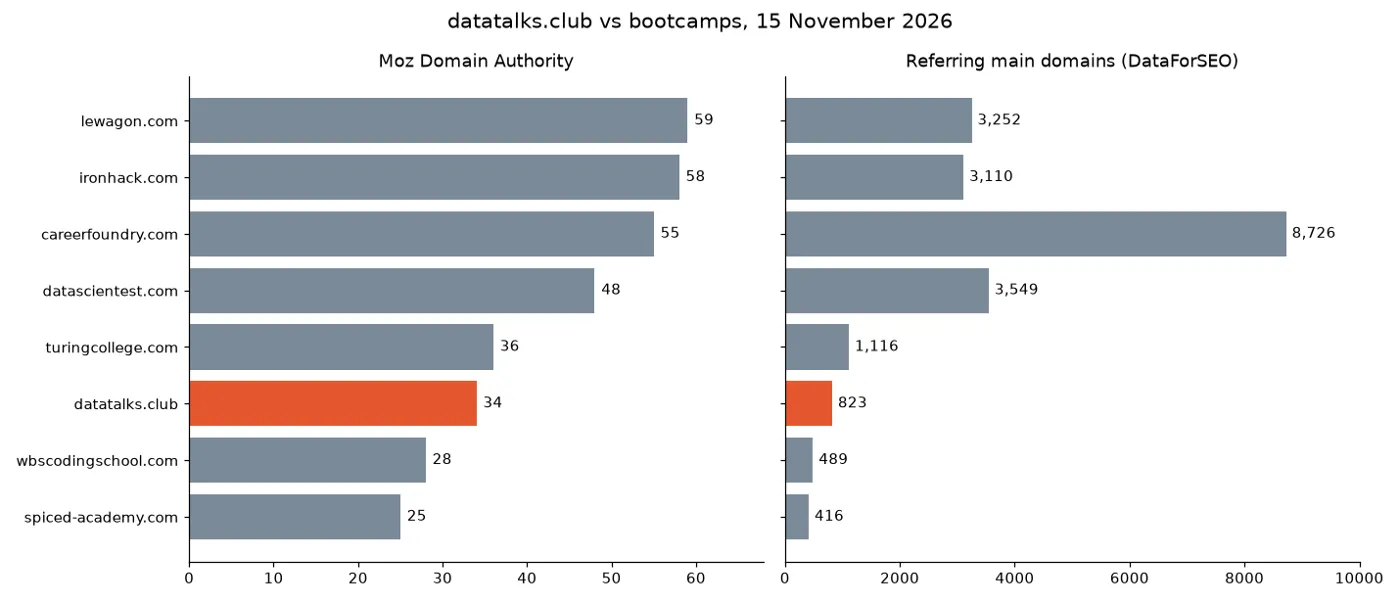 datatalks.club vs bootcamps, 15 November 2026
Moz Domain Authority
lewagon.com
59
ironhack.com
58
careerfoundry.com
55
datascientest.com
48
turingcollege.com
36
datatalks.club
34
wbscodingschool.com
28
spiced-academy.com
25
0 10 20 30 40 50 60
Referring main domains (DataForSEO)
3,252
3,110
8,726
3,549
1,116
823
489
416
0 2000 4000 6000 8000 10000